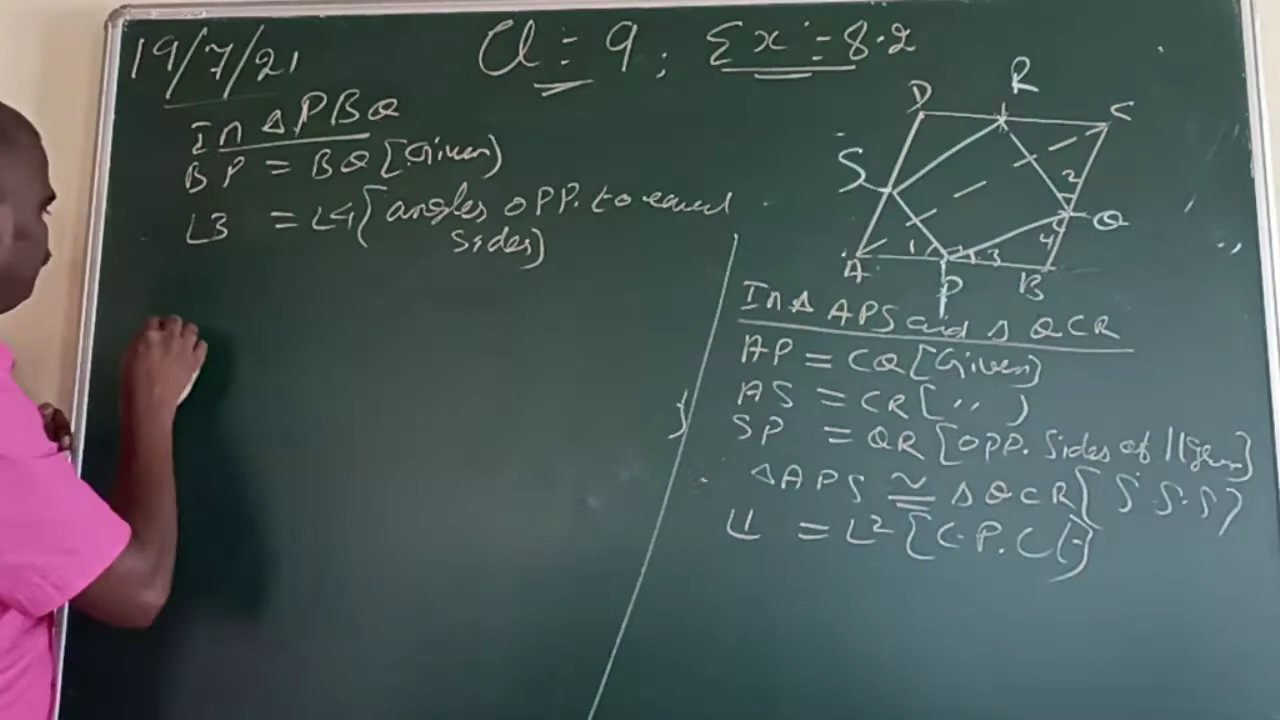 19/7/21
Cl = 9; Ex = 8.2
In △PBQ
BP = BQ [Given)
∠3 = ∠4 [angles opp. to equal
sides)
D R C
S
2
Q
4
1 3
A P B
In △ APS and △ QCR
AP = CQ [Given]
AS = CR [ '' )
SP = QR [opp. sides of ||gm]
△APS ≅ △QCR [S.S.S)
∠1 = ∠2 [C.P.C.T]